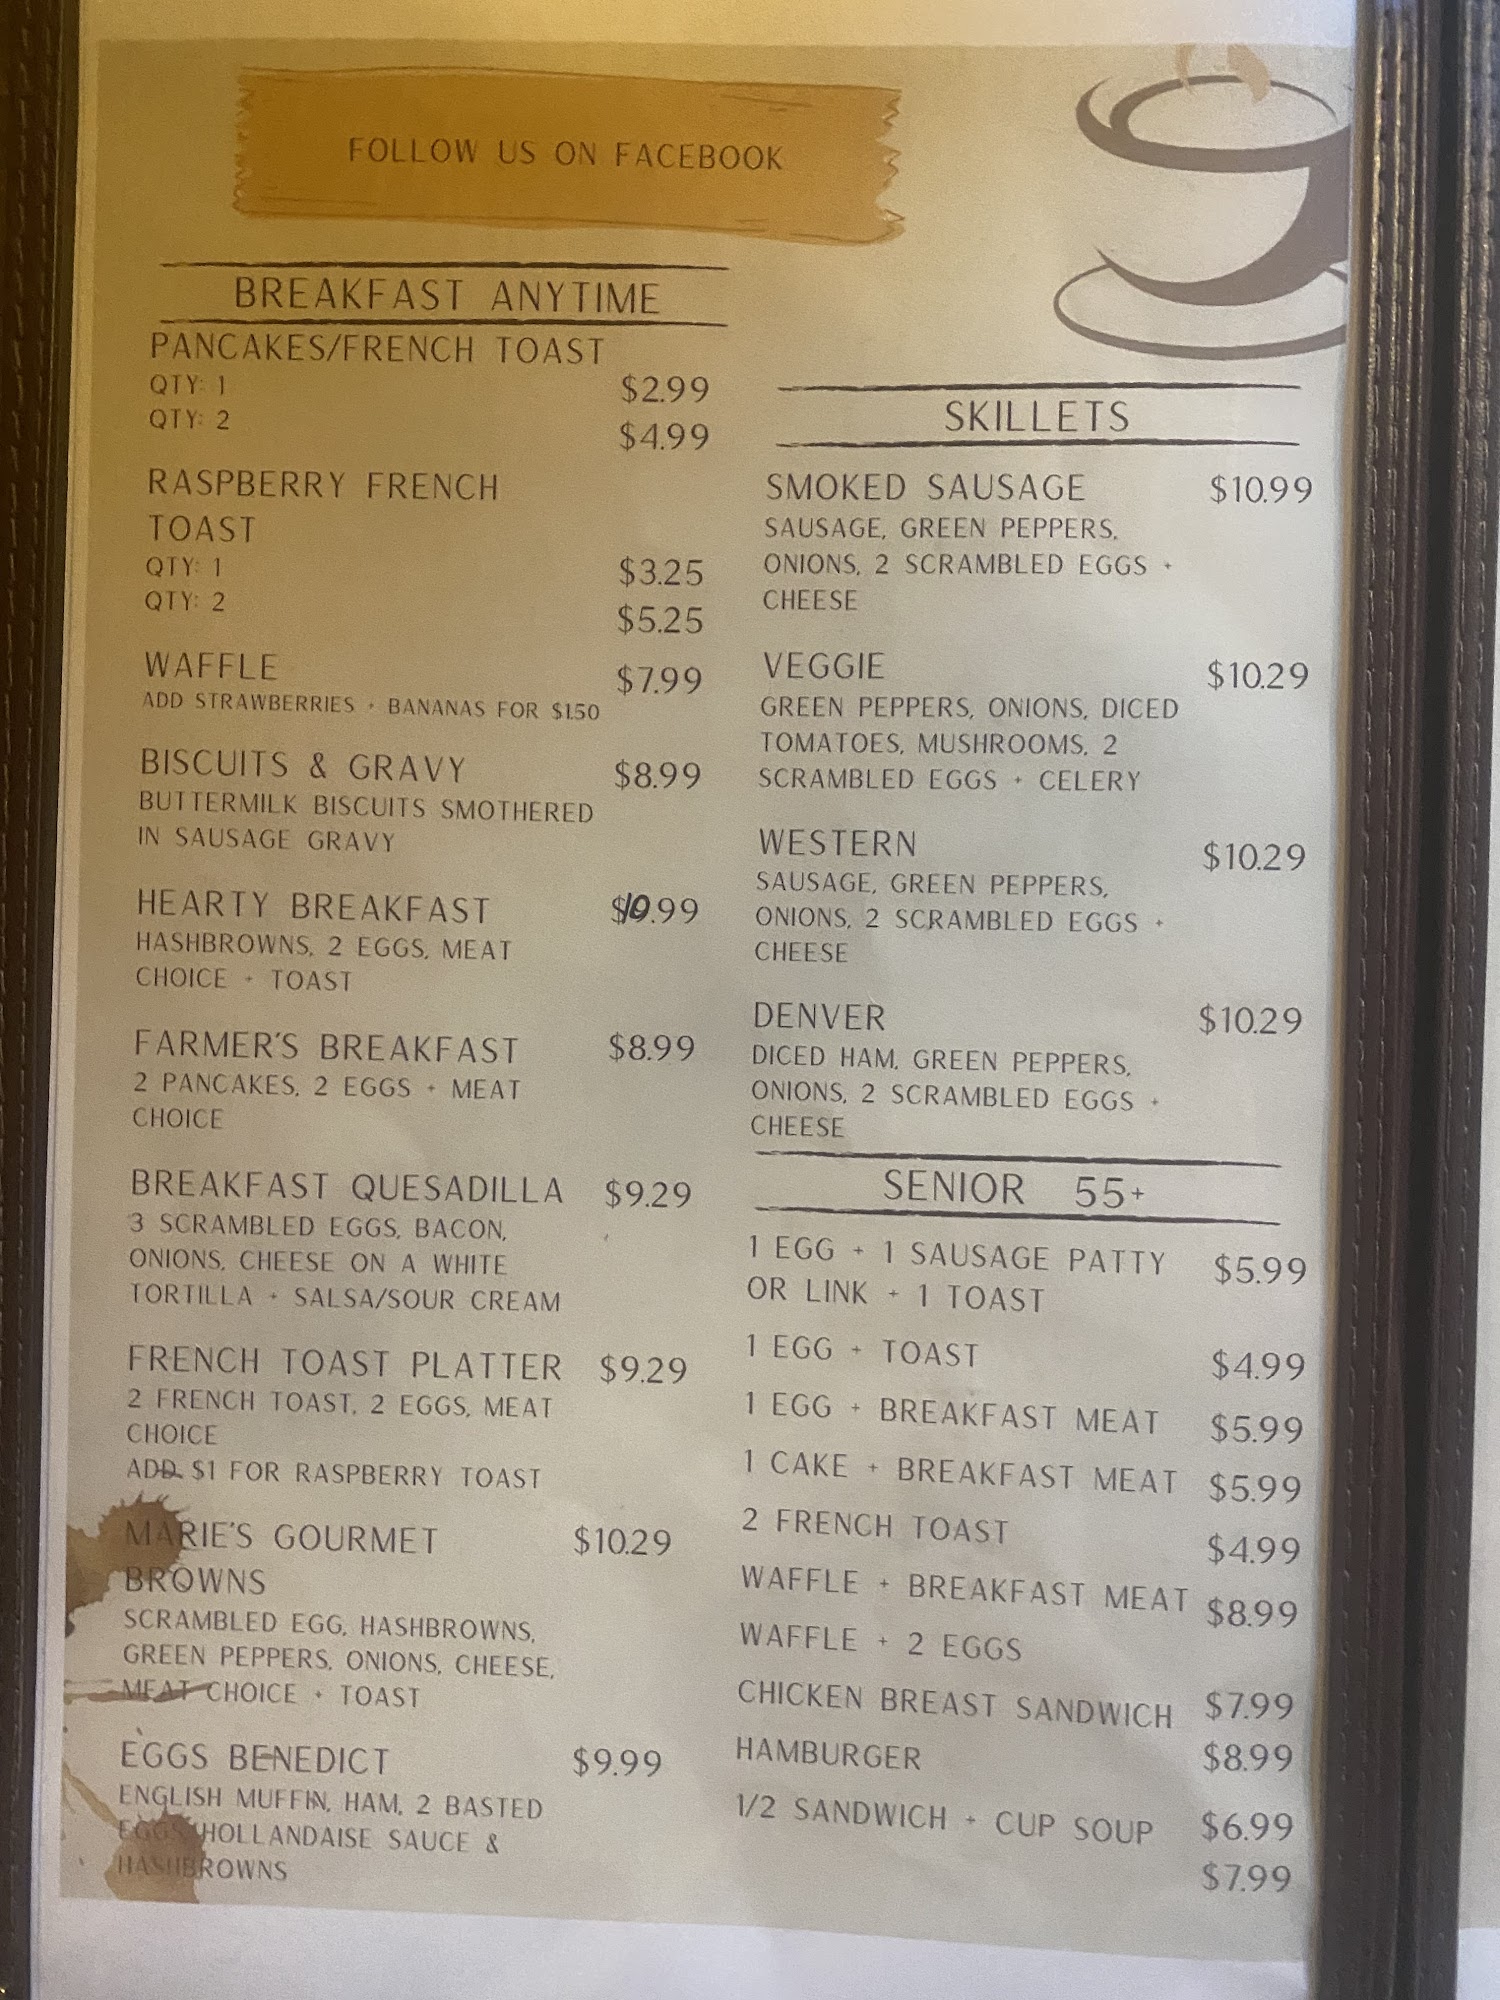 FOLLOW US ON FACEBOOK
BREAKFAST ANYTIME
PANCAKES/FRENCH TOAST
QTY: 1 $2.99
QTY: 2 $4.99
RASPBERRY FRENCH
TOAST
QTY: 1 $3.25
QTY: 2 $5.25
WAFFLE $7.99
ADD STRAWBERRIES + BANANAS FOR $1.50
BISCUITS & GRAVY $8.99
BUTTERMILK BISCUITS SMOTHERED
IN SAUSAGE GRAVY
HEARTY BREAKFAST $10.99
HASHBROWNS, 2 EGGS, MEAT
CHOICE + TOAST
FARMER'S BREAKFAST $8.99
2 PANCAKES, 2 EGGS + MEAT
CHOICE
BREAKFAST QUESADILLA $9.29
3 SCRAMBLED EGGS, BACON,
ONIONS, CHEESE ON A WHITE
TORTILLA + SALSA/SOUR CREAM
FRENCH TOAST PLATTER $9.29
2 FRENCH TOAST, 2 EGGS, MEAT
CHOICE
ADD $1 FOR RASPBERRY TOAST
MARIE'S GOURMET $10.29
BROWNS
SCRAMBLED EGG, HASHBROWNS,
GREEN PEPPERS, ONIONS, CHEESE,
MEAT CHOICE + TOAST
EGGS BENEDICT $9.99
ENGLISH MUFFIN, HAM, 2 BASTED
EGGS, HOLLANDAISE SAUCE &
HASHBROWNS
SKILLETS
SMOKED SAUSAGE $10.99
SAUSAGE, GREEN PEPPERS,
ONIONS, 2 SCRAMBLED EGGS +
CHEESE
VEGGIE $10.29
GREEN PEPPERS, ONIONS, DICED
TOMATOES, MUSHROOMS, 2
SCRAMBLED EGGS + CELERY
WESTERN $10.29
SAUSAGE, GREEN PEPPERS,
ONIONS, 2 SCRAMBLED EGGS +
CHEESE
DENVER $10.29
DICED HAM, GREEN PEPPERS,
ONIONS, 2 SCRAMBLED EGGS +
CHEESE
SENIOR 55+
1 EGG + 1 SAUSAGE PATTY $5.99
OR LINK + 1 TOAST
1 EGG + TOAST $4.99
1 EGG + BREAKFAST MEAT $5.99
1 CAKE + BREAKFAST MEAT $5.99
2 FRENCH TOAST $4.99
WAFFLE + BREAKFAST MEAT $8.99
WAFFLE + 2 EGGS
CHICKEN BREAST SANDWICH $7.99
HAMBURGER $8.99
1/2 SANDWICH + CUP SOUP $6.99
$7.99